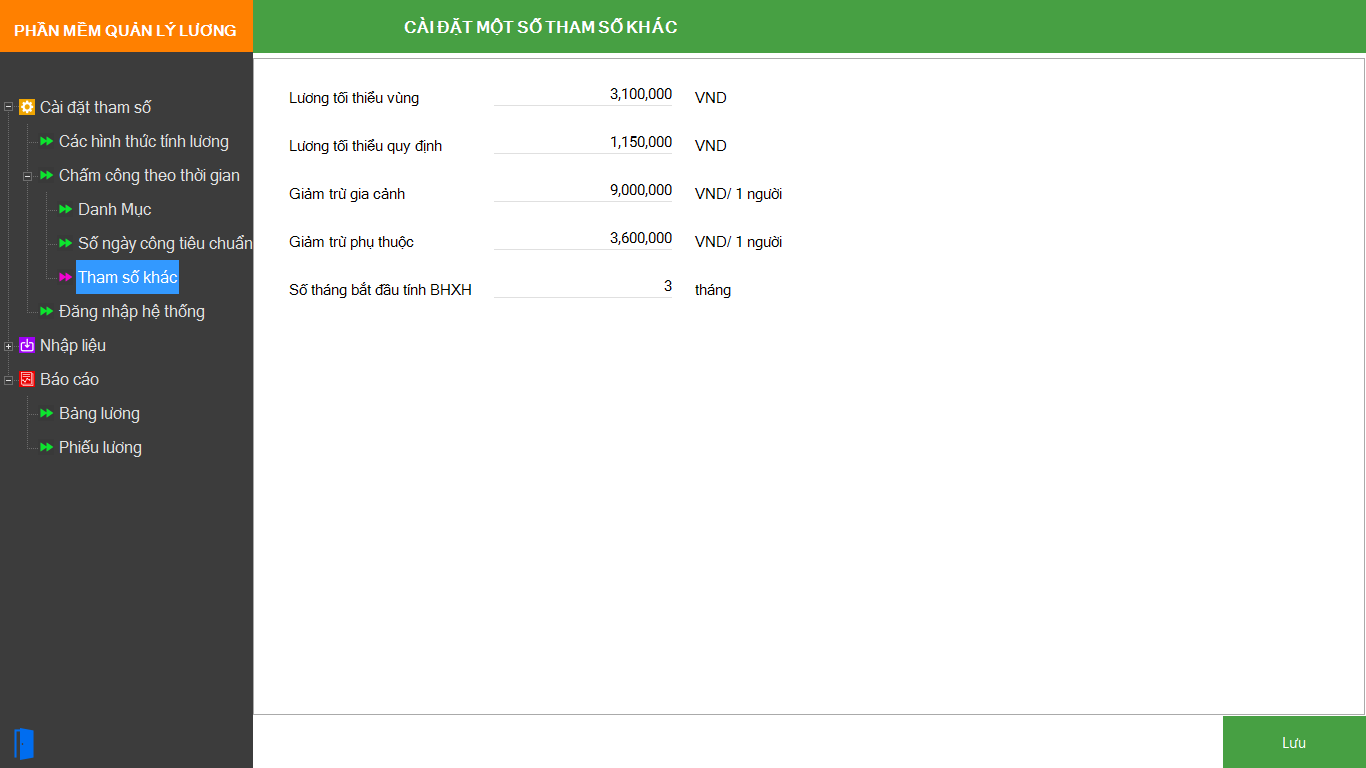 PHẦN MỀM QUẢN LÝ LƯƠNG
CÀI ĐẶT MỘT SỐ THAM SỐ KHÁC
Cài đặt tham số
Các hình thức tính lương
Chấm công theo thời gian
Danh Mục
Số ngày công tiêu chuẩn
Tham số khác
Đăng nhập hệ thống
Nhập liệu
Báo cáo
Bảng lương
Phiếu lương
Lương tối thiểu vùng 3,100,000 VND
Lương tối thiểu quy định 1,150,000 VND
Giảm trừ gia cảnh 9,000,000 VND/ 1 người
Giảm trừ phụ thuộc 3,600,000 VND/ 1 người
Số tháng bắt đầu tính BHXH 3 tháng
Lưu